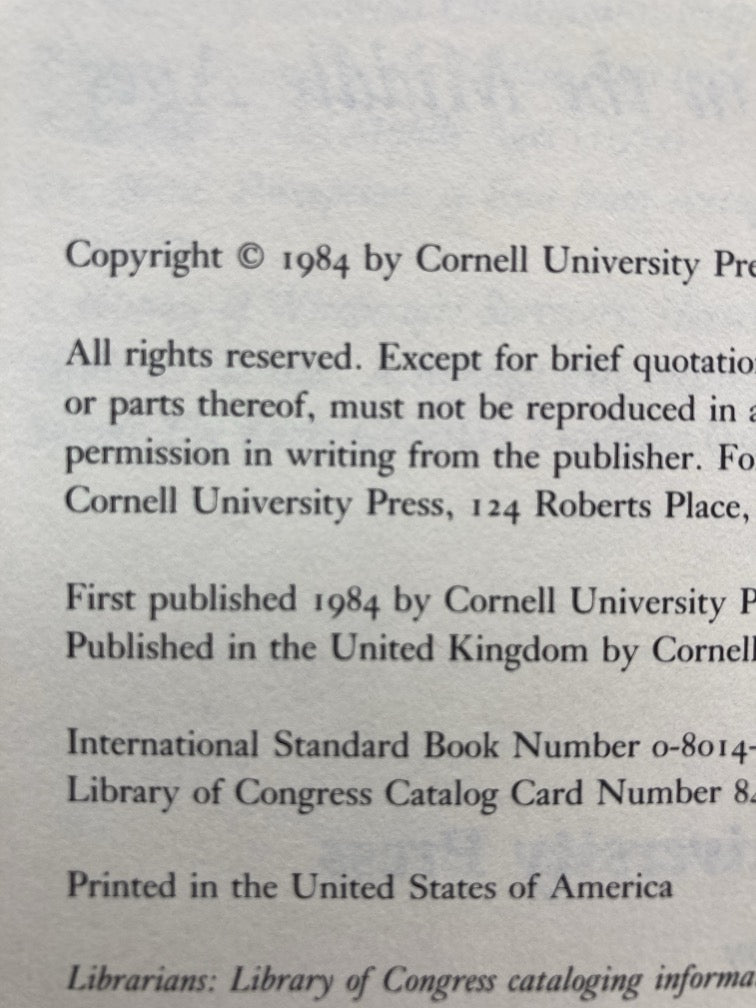 Copyright © 1984 by Cornell University Pre
All rights reserved. Except for brief quotatio
or parts thereof, must not be reproduced in a
permission in writing from the publisher. Fo
Cornell University Press, 124 Roberts Place,
First published 1984 by Cornell University P
Published in the United Kingdom by Cornell
International Standard Book Number 0-8014-
Library of Congress Catalog Card Number 84
Printed in the United States of America
Librarians: Library of Congress cataloging informa